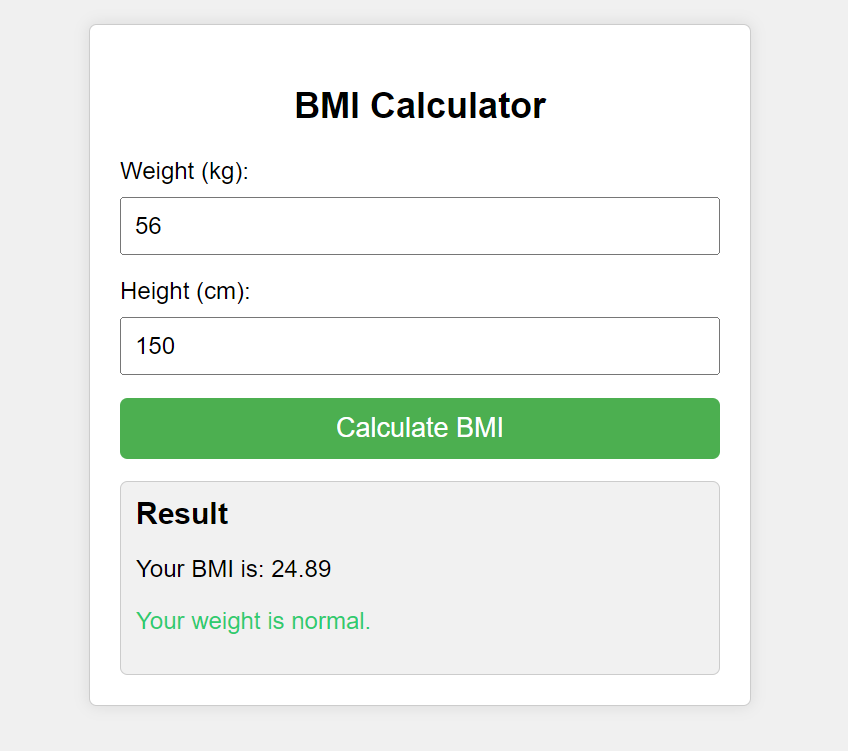 BMI Calculator
Weight (kg):
56
Height (cm):
150
Calculate BMI
Result
Your BMI is: 24.89
Your weight is normal.